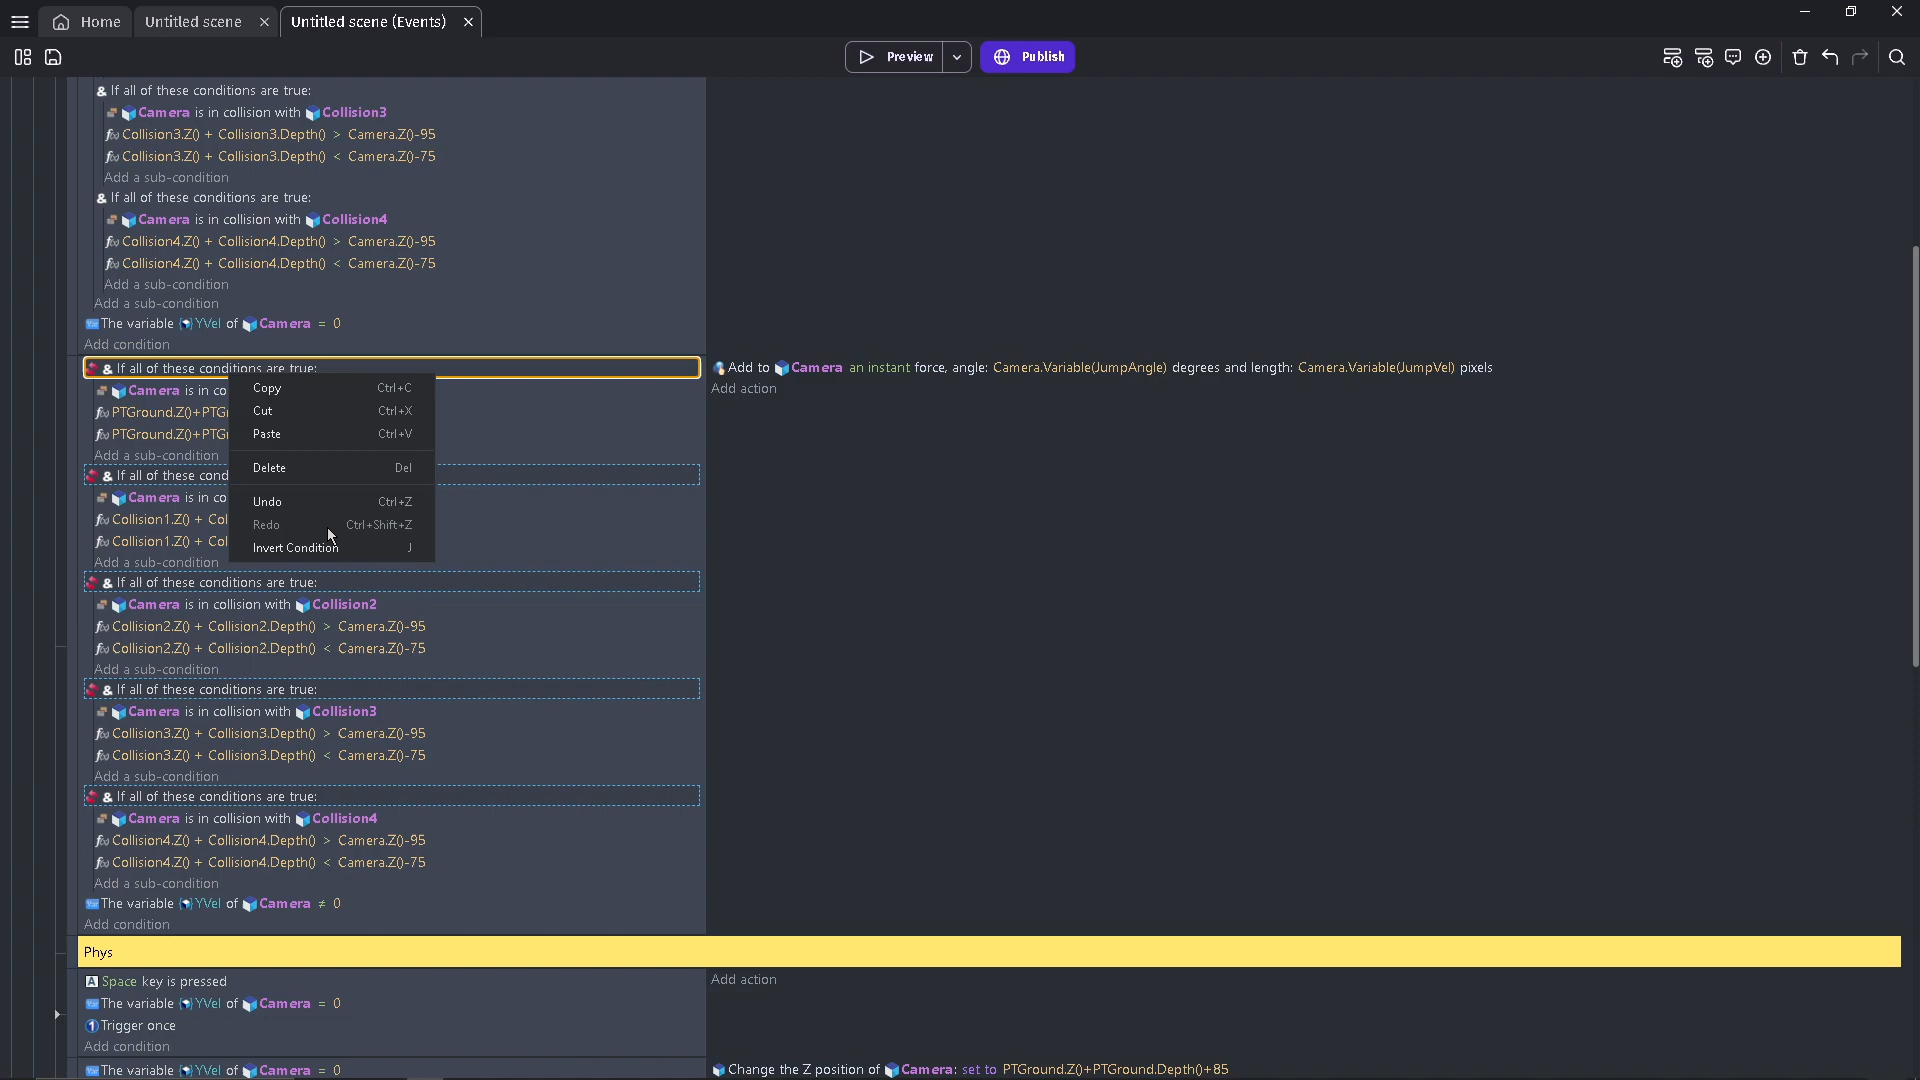 Home
Untitled scene
Untitled scene (Events)
Preview
Publish
& If all of these conditions are true:
Camera is in collision with Collision3
Collision3.Z() + Collision3.Depth() > Camera.Z()-95
Collision3.Z() + Collision3.Depth() < Camera.Z()-75
Add a sub-condition
& If all of these conditions are true:
Camera is in collision with Collision4
Collision4.Z() + Collision4.Depth() > Camera.Z()-95
Collision4.Z() + Collision4.Depth() < Camera.Z()-75
Add a sub-condition
Add a sub-condition
The variable YVel of Camera = 0
Add condition
& If all of these conditions are true:
Add to Camera an instant force, angle: Camera.Variable(JumpAngle) degrees and length: Camera.Variable(JumpVel) pixels
Add action
Camera is in co
PTGround.Z()+PTG
PTGround.Z()+PTG
Add a sub-condition
& If all of these cond
Camera is in co
Collision1.Z() + Col
Collision1.Z() + Col
Add a sub-condition
Copy Ctrl+C
Cut Ctrl+X
Paste Ctrl+V
Delete Del
Undo Ctrl+Z
Redo Ctrl+Shift+Z
Invert Condition J
& If all of these conditions are true:
Camera is in collision with Collision2
Collision2.Z() + Collision2.Depth() > Camera.Z()-95
Collision2.Z() + Collision2.Depth() < Camera.Z()-75
Add a sub-condition
& If all of these conditions are true:
Camera is in collision with Collision3
Collision3.Z() + Collision3.Depth() > Camera.Z()-95
Collision3.Z() + Collision3.Depth() < Camera.Z()-75
Add a sub-condition
& If all of these conditions are true:
Camera is in collision with Collision4
Collision4.Z() + Collision4.Depth() > Camera.Z()-95
Collision4.Z() + Collision4.Depth() < Camera.Z()-75
Add a sub-condition
The variable YVel of Camera ≠ 0
Add condition
Phys
Space key is pressed
Add action
The variable YVel of Camera = 0
Trigger once
Add condition
The variable YVel of Camera = 0
Change the Z position of Camera: set to PTGround.Z()+PTGround.Depth()+85